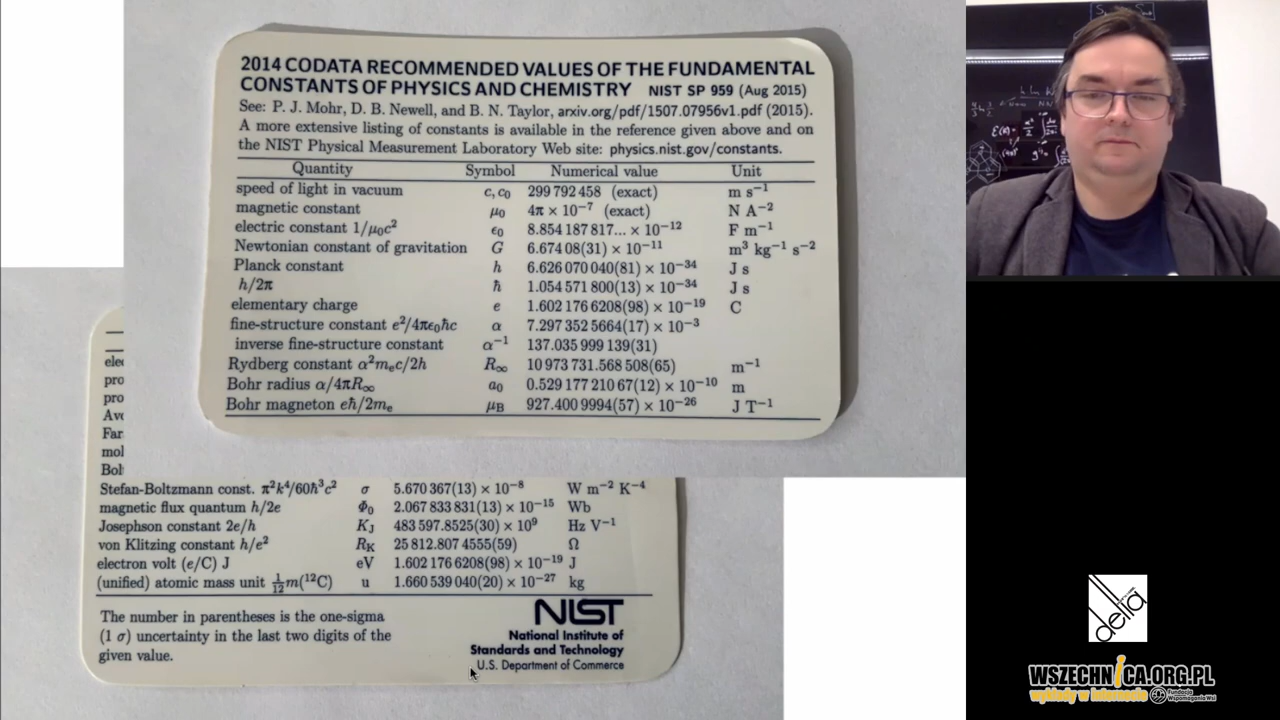 2014 CODATA RECOMMENDED VALUES OF THE FUNDAMENTAL
CONSTANTS OF PHYSICS AND CHEMISTRY NIST SP 959 (Aug 2015)
See: P. J. Mohr, D. B. Newell, and B. N. Taylor, arxiv.org/pdf/1507.07956v1.pdf (2015).
A more extensive listing of constants is available in the reference given above and on
the NIST Physical Measurement Laboratory Web site: physics.nist.gov/constants.
Quantity Symbol Numerical value Unit
speed of light in vacuum c, c₀ 299 792 458 (exact) m s⁻¹
magnetic constant μ₀ 4π × 10⁻⁷ (exact) N A⁻²
electric constant 1/μ₀c² ϵ₀ 8.854 187 817... × 10⁻¹² F m⁻¹
Newtonian constant of gravitation G 6.674 08(31) × 10⁻¹¹ m³ kg⁻¹ s⁻²
Planck constant h 6.626 070 040(81) × 10⁻³⁴ J s
h/2π ħ 1.054 571 800(13) × 10⁻³⁴ J s
elementary charge e 1.602 176 6208(98) × 10⁻¹⁹ C
fine-structure constant e²/4πϵ₀ħc α 7.297 352 5664(17) × 10⁻³
inverse fine-structure constant α⁻¹ 137.035 999 139(31)
Rydberg constant α²mₑc/2h R∞ 10 973 731.568 508(65) m⁻¹
Bohr radius α/4πR∞ a₀ 0.529 177 210 67(12) × 10⁻¹⁰ m
Bohr magneton eħ/2mₑ μB 927.400 9994(57) × 10⁻²⁶ J T⁻¹
elec
pro
pro
Avo
Far
mol
Bol
Stefan-Boltzmann const. π²k⁴/60ħ³c² σ 5.670 367(13) × 10⁻⁸ W m⁻² K⁻⁴
magnetic flux quantum h/2e Φ₀ 2.067 833 831(13) × 10⁻¹⁵ Wb
Josephson constant 2e/h KJ 483 597.8525(30) × 10⁹ Hz V⁻¹
von Klitzing constant h/e² RK 25 812.807 4555(59) Ω
electron volt (e/C) J eV 1.602 176 6208(98) × 10⁻¹⁹ J
(unified) atomic mass unit 1/12 m(¹²C) u 1.660 539 040(20) × 10⁻²⁷ kg
The number in parentheses is the one-sigma
(1 σ) uncertainty in the last two digits of the
given value.
NIST
National Institute of
Standards and Technology
U.S. Department of Commerce
delta
WSZECHNICA.ORG.PL
wykłady w internecie
Fundacja
Wspomagania Wsi